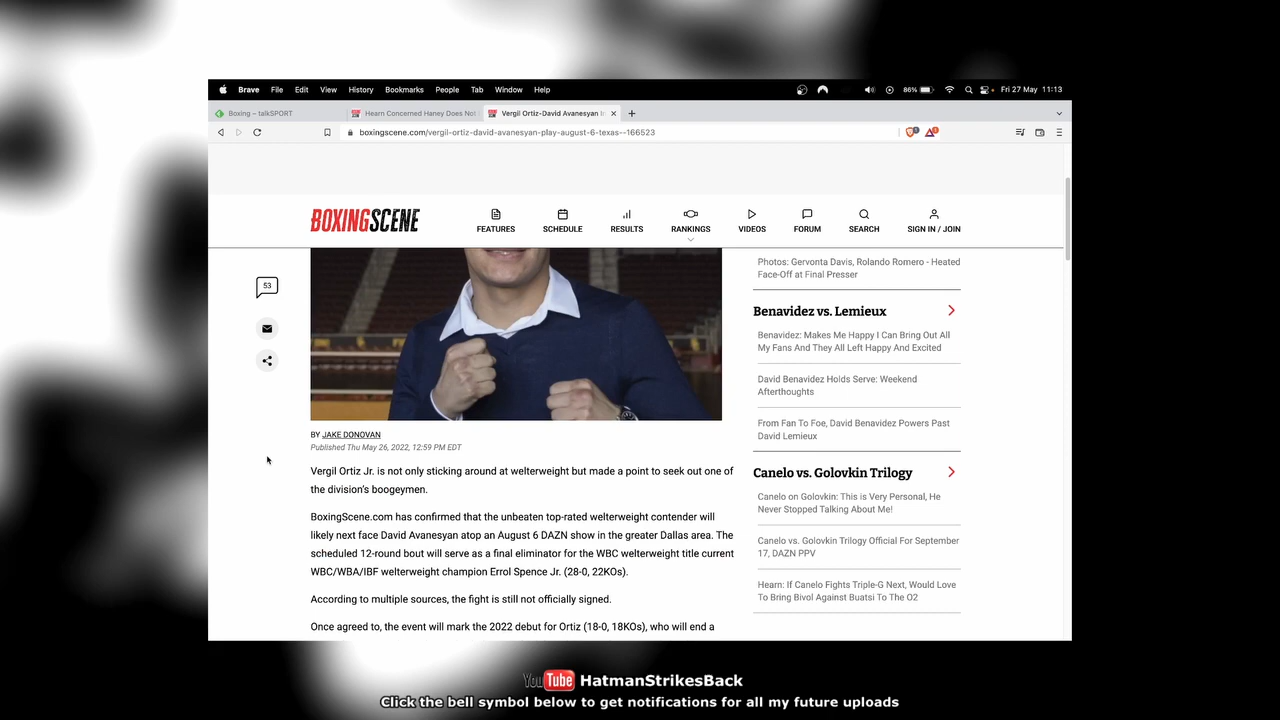 Brave File Edit View History Bookmarks People Tab Window Help 86% Fri 27 May 11:13
Boxing – talkSPORT Hearn Concerned Haney Does Not Vergil Ortiz-David Avanesyan In
boxingscene.com/vergil-ortiz-david-avanesyan-play-august-6-texas--166523
BOXINGSCENE
FEATURES SCHEDULE RESULTS RANKINGS VIDEOS FORUM SEARCH SIGN IN / JOIN
53
BY JAKE DONOVAN
Published Thu May 26, 2022, 12:59 PM EDT
Vergil Ortiz Jr. is not only sticking around at welterweight but made a point to seek out one of
the division's boogeymen.
BoxingScene.com has confirmed that the unbeaten top-rated welterweight contender will
likely next face David Avanesyan atop an August 6 DAZN show in the greater Dallas area. The
scheduled 12-round bout will serve as a final eliminator for the WBC welterweight title current
WBC/WBA/IBF welterweight champion Errol Spence Jr. (28-0, 22KOs).
According to multiple sources, the fight is still not officially signed.
Once agreed to, the event will mark the 2022 debut for Ortiz (18-0, 18KOs), who will end a
Photos: Gervonta Davis, Rolando Romero - Heated
Face-Off at Final Presser
Benavidez vs. Lemieux
Benavidez: Makes Me Happy I Can Bring Out All
My Fans And They All Left Happy And Excited
David Benavidez Holds Serve: Weekend
Afterthoughts
From Fan To Foe, David Benavidez Powers Past
David Lemieux
Canelo vs. Golovkin Trilogy
Canelo on Golovkin: This is Very Personal, He
Never Stopped Talking About Me!
Canelo vs. Golovkin Trilogy Official For September
17, DAZN PPV
Hearn: If Canelo Fights Triple-G Next, Would Love
To Bring Bivol Against Buatsi To The O2
YouTube HatmanStrikesBack
Click the bell symbol below to get notifications for all my future uploads